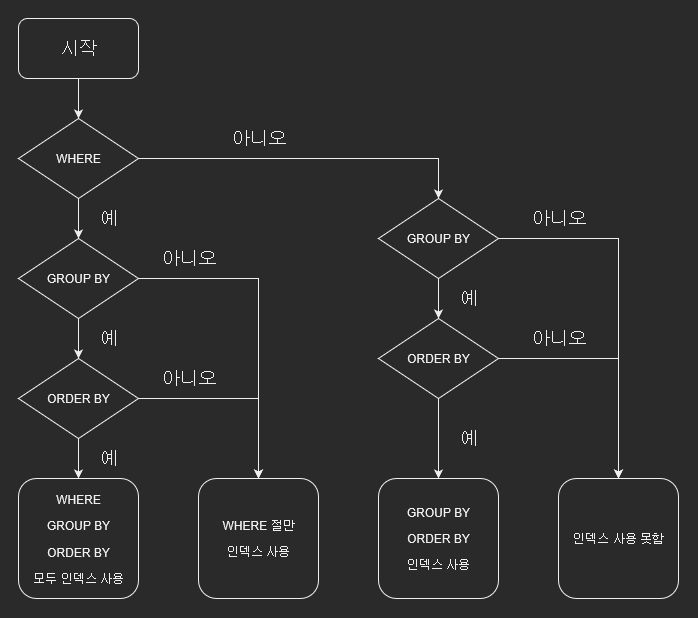 시작
WHERE
아니오
예
GROUP BY
아니오
예
ORDER BY
아니오
예
GROUP BY
아니오
예
ORDER BY
아니오
예
WHERE
GROUP BY
ORDER BY
모두 인덱스 사용
WHERE 절만
인덱스 사용
GROUP BY
ORDER BY
인덱스 사용
인덱스 사용 못함